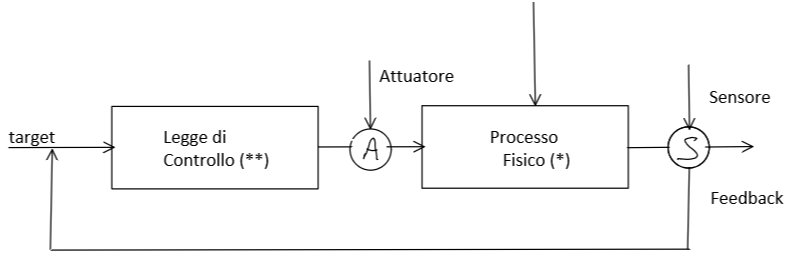 Attuatore
Sensore
target
Legge di
Controllo (**)
A
Processo
Fisico (*)
S
Feedback